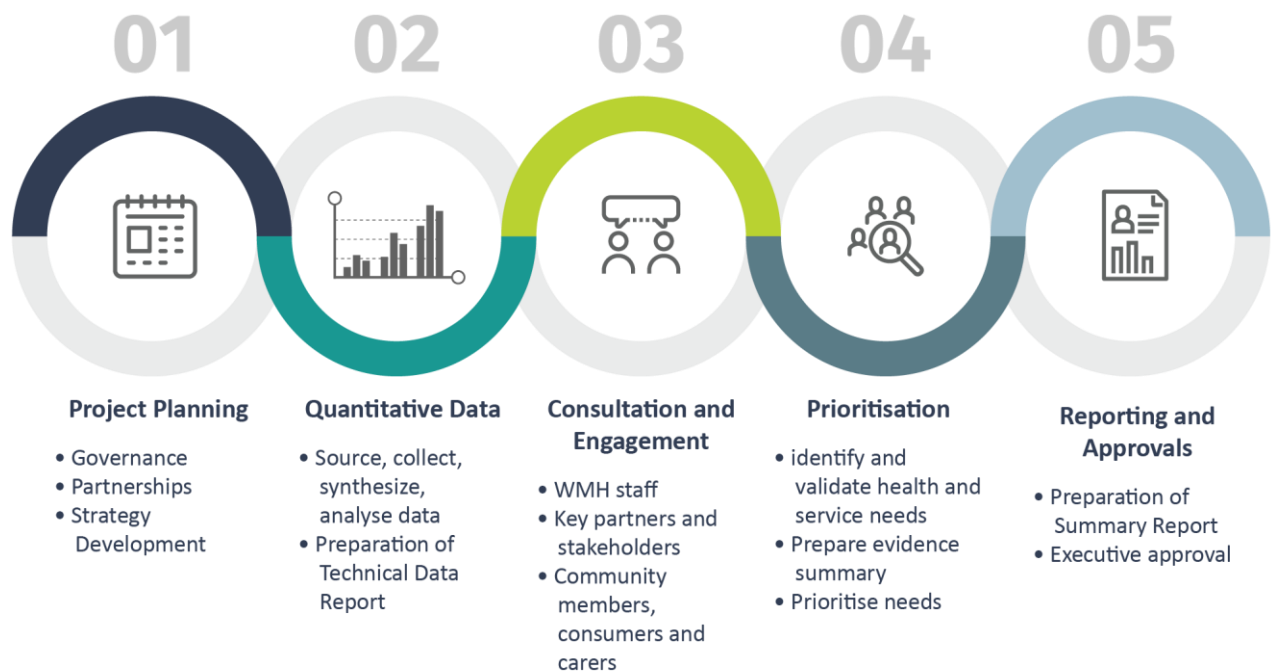 01
02
03
04
05
Project Planning
• Governance
• Partnerships
• Strategy
Development
Quantitative Data
• Source, collect,
synthesize,
analyse data
• Preparation of
Technical Data
Report
Consultation and
Engagement
• WMH staff
• Key partners and
stakeholders
• Community
members,
consumers and
carers
Prioritisation
• identify and
validate health and
service needs
• Prepare evidence
summary
• Prioritise needs
Reporting and
Approvals
• Preparation of
Summary Report
• Executive approval